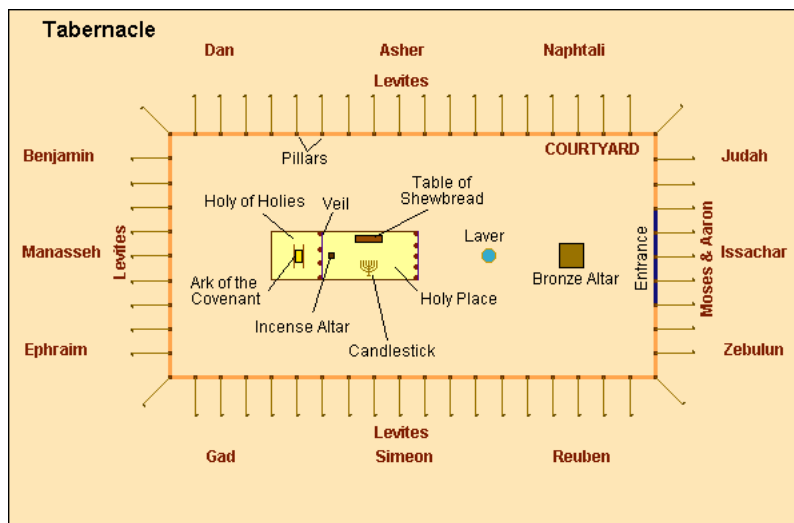 Tabernacle
Dan
Asher
Naphtali
Levites
COURTYARD
Benjamin
Pillars
Judah
Table of
Shewbread
Holy of Holies
Veil
Laver
Manasseh
Levites
Entrance
Moses & Aaron
Issachar
Ark of the
Covenant
Bronze Altar
Holy Place
Incense Altar
Candlestick
Ephraim
Zebulun
Levites
Gad
Simeon
Reuben